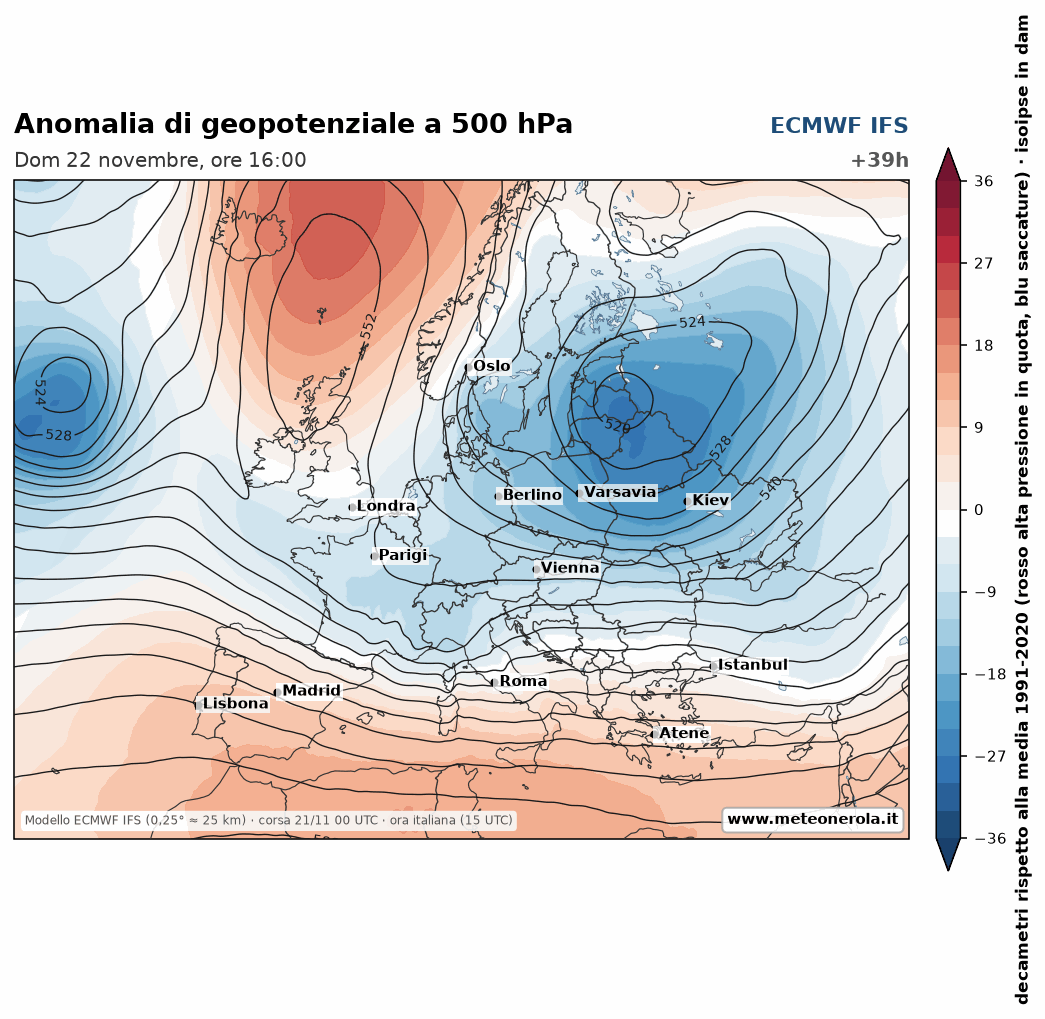 Anomalia di geopotenziale a 500 hPa
ECMWF IFS
Dom 22 novembre, ore 16:00
+39h
552
524
Oslo
524
528
520
528
540
Berlino
Varsavia
Kiev
Londra
Parigi
Vienna
Istanbul
Roma
Madrid
Lisbona
Atene
Modello ECMWF IFS (0,25° ≈ 25 km) · corsa 21/11 00 UTC · ora italiana (15 UTC)
www.meteonerola.it
36
27
18
9
0
−9
−18
−27
−36
decametri rispetto alla media 1991-2020 (rosso alta pressione in quota, blu saccature) · isoipse in dam